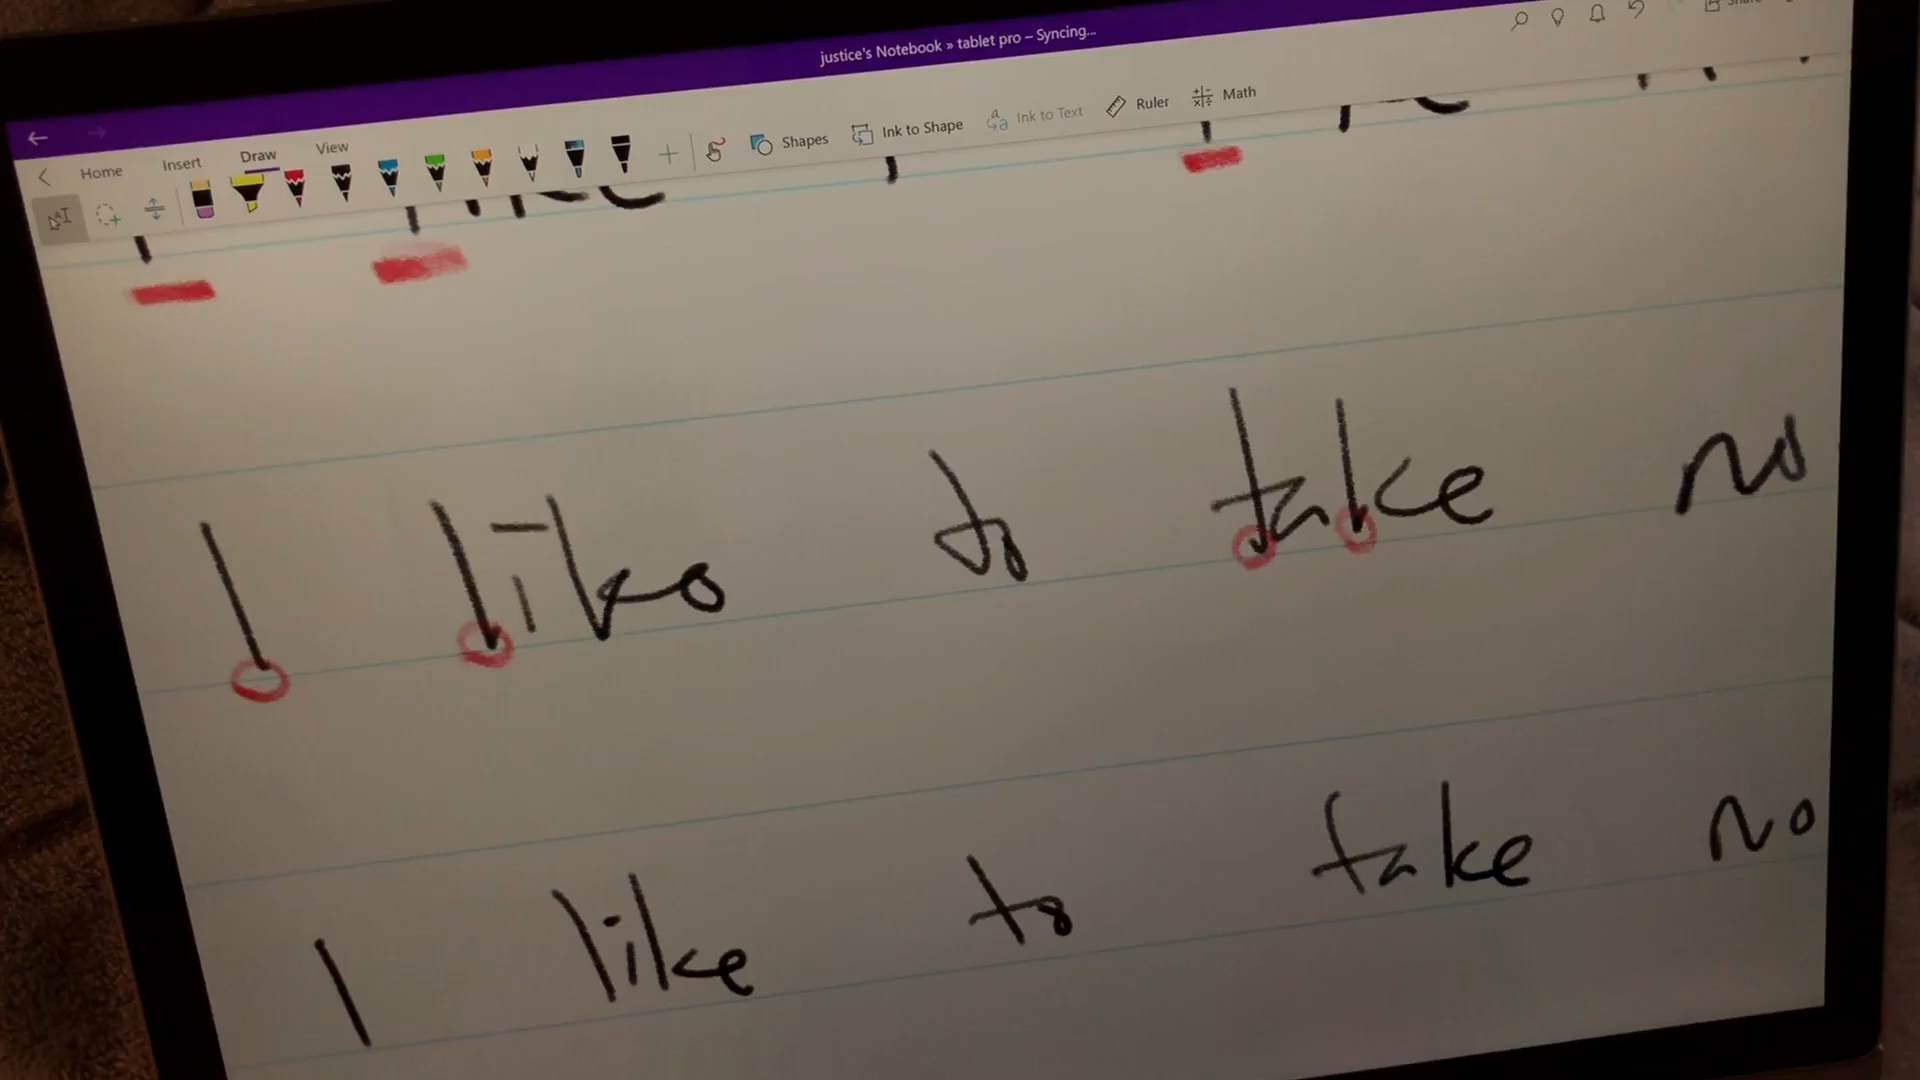 justice's Notebook » tablet pro – Syncing...
Home Insert Draw View
Shapes Ink to Shape Ink to Text Ruler Math
I like to take no
I like to take no